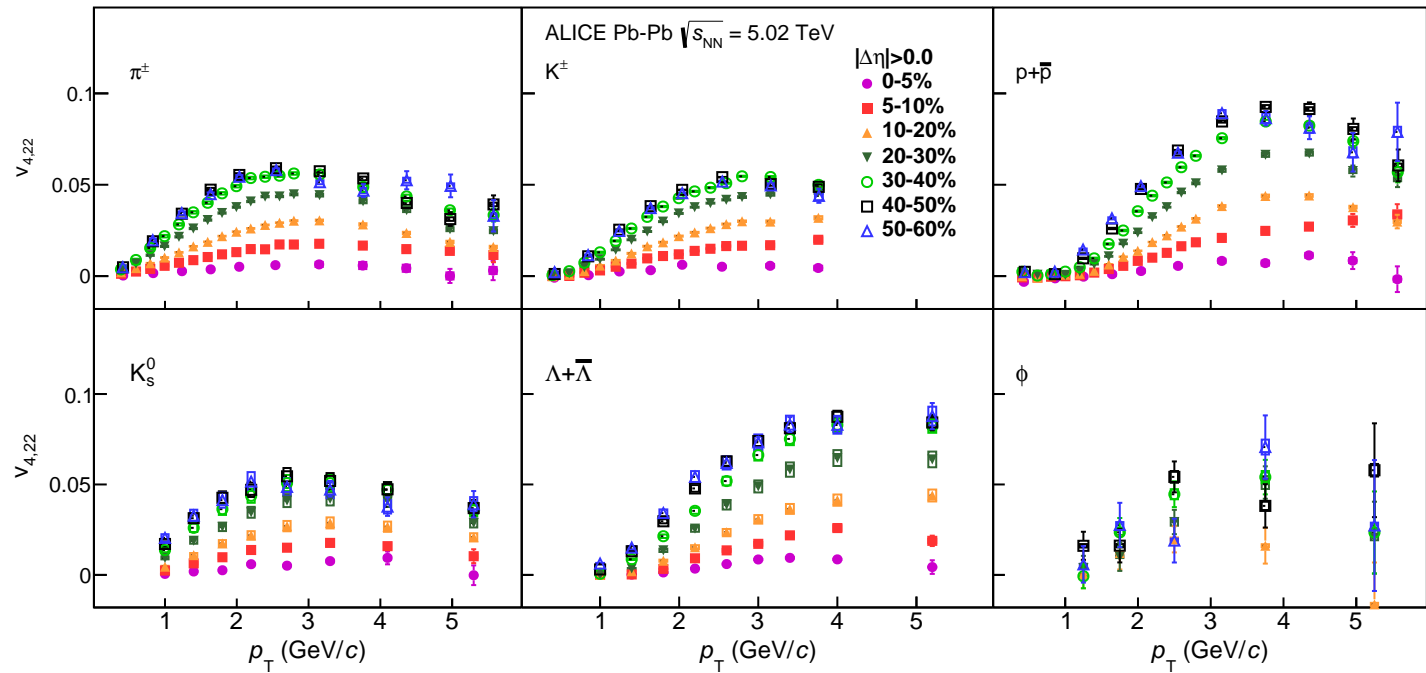 ALICE Pb-Pb √s_NN = 5.02 TeV
π±
K±
p+p̅
|Δη|>0.0
0-5%
5-10%
10-20%
20-30%
30-40%
40-50%
50-60%
v4,22
0.1
0.05
0
K0s
Λ+Λ̅
ϕ
v4,22
0.1
0.05
0
1 2 3 4 5
1 2 3 4 5
1 2 3 4 5
pT (GeV/c)
pT (GeV/c)
pT (GeV/c)